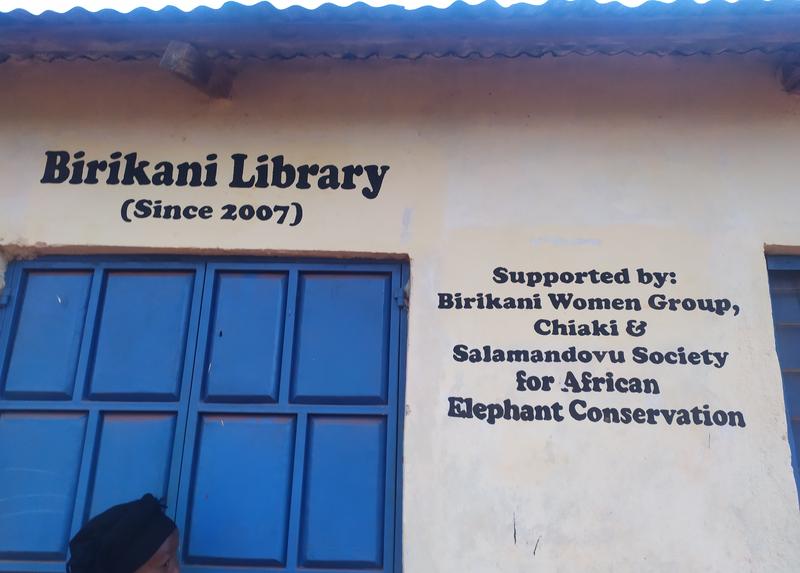 Birikani Library
(Since 2007)
Supported by:
Birikani Women Group,
Chiaki &
Salamandovu Society
for African
Elephant Conservation